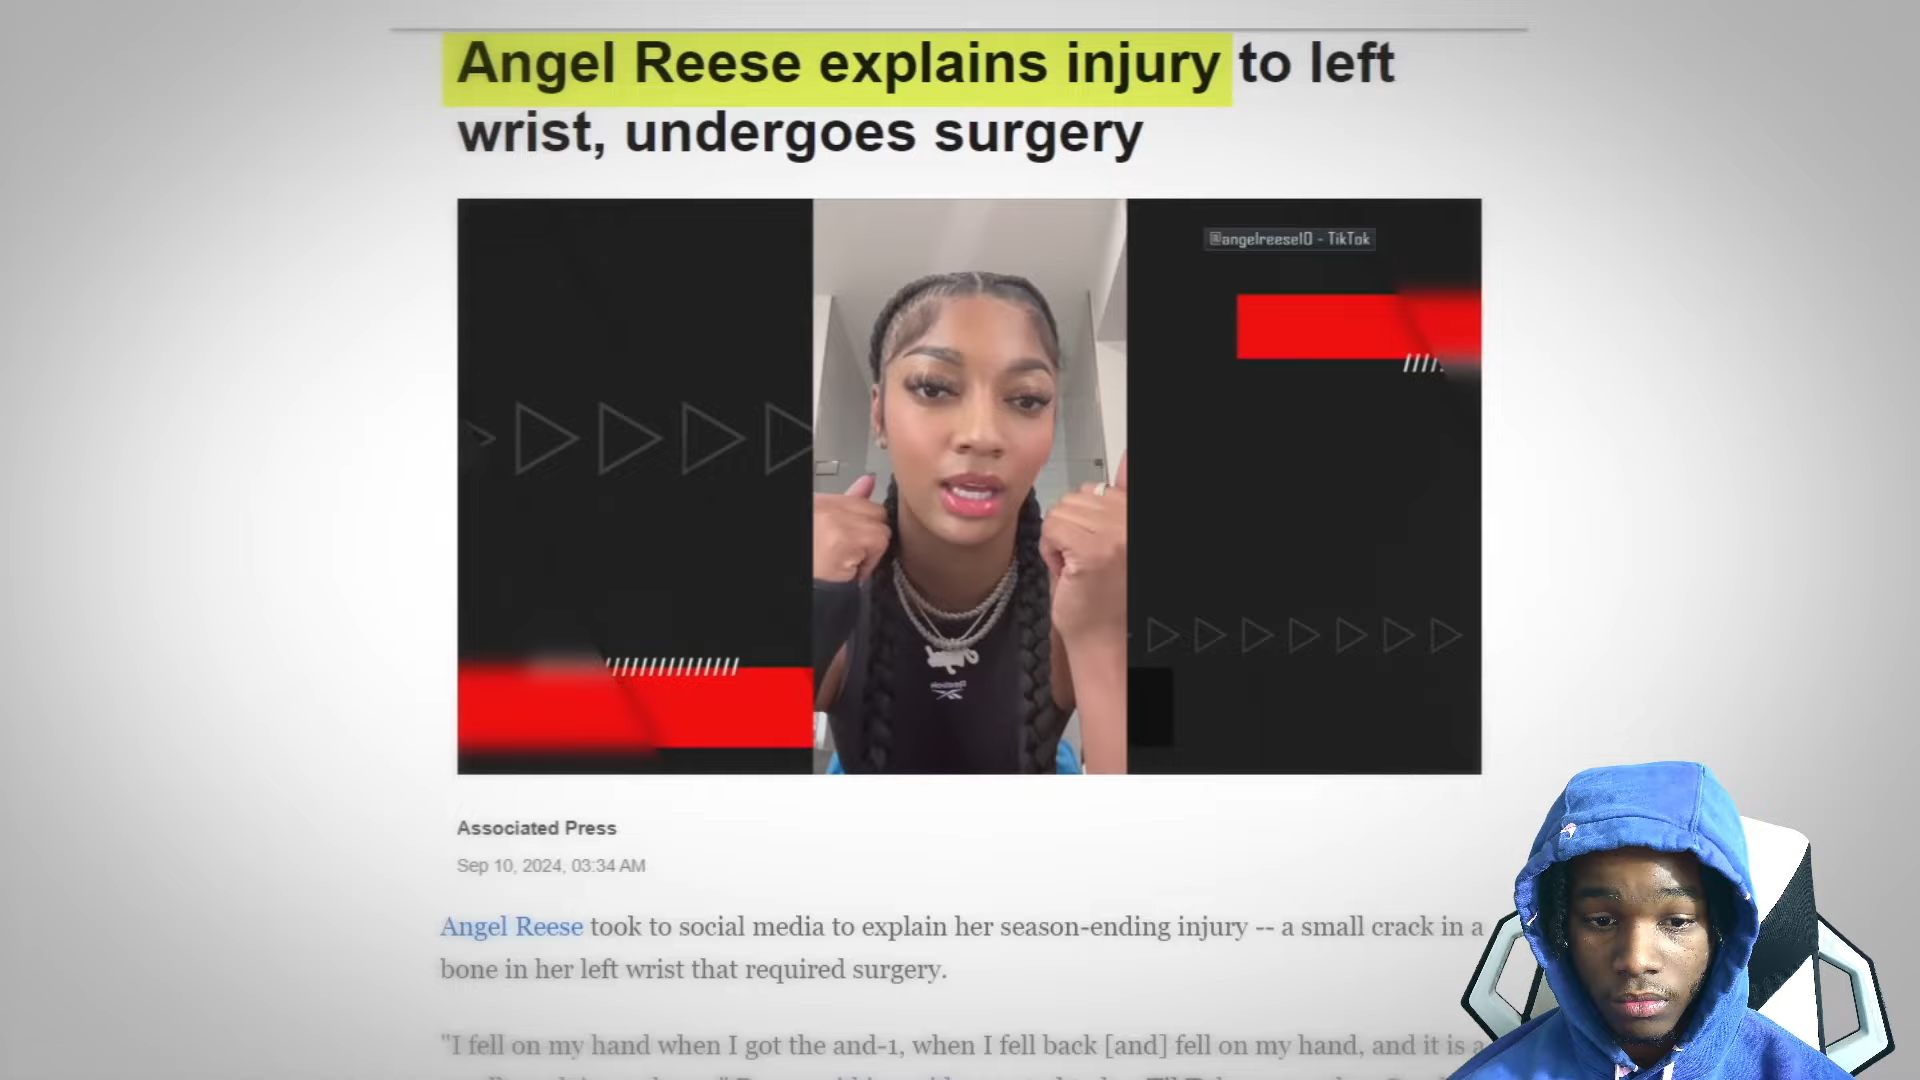 Angel Reese explains injury to left
wrist, undergoes surgery
@angelreese10 - TikTok
Reebok
Associated Press
Sep 10, 2024, 03:34 AM
Angel Reese took to social media to explain her season-ending injury -- a small crack in a
bone in her left wrist that required surgery.
"I fell on my hand when I got the and-1, when I fell back [and] fell on my hand, and it is a